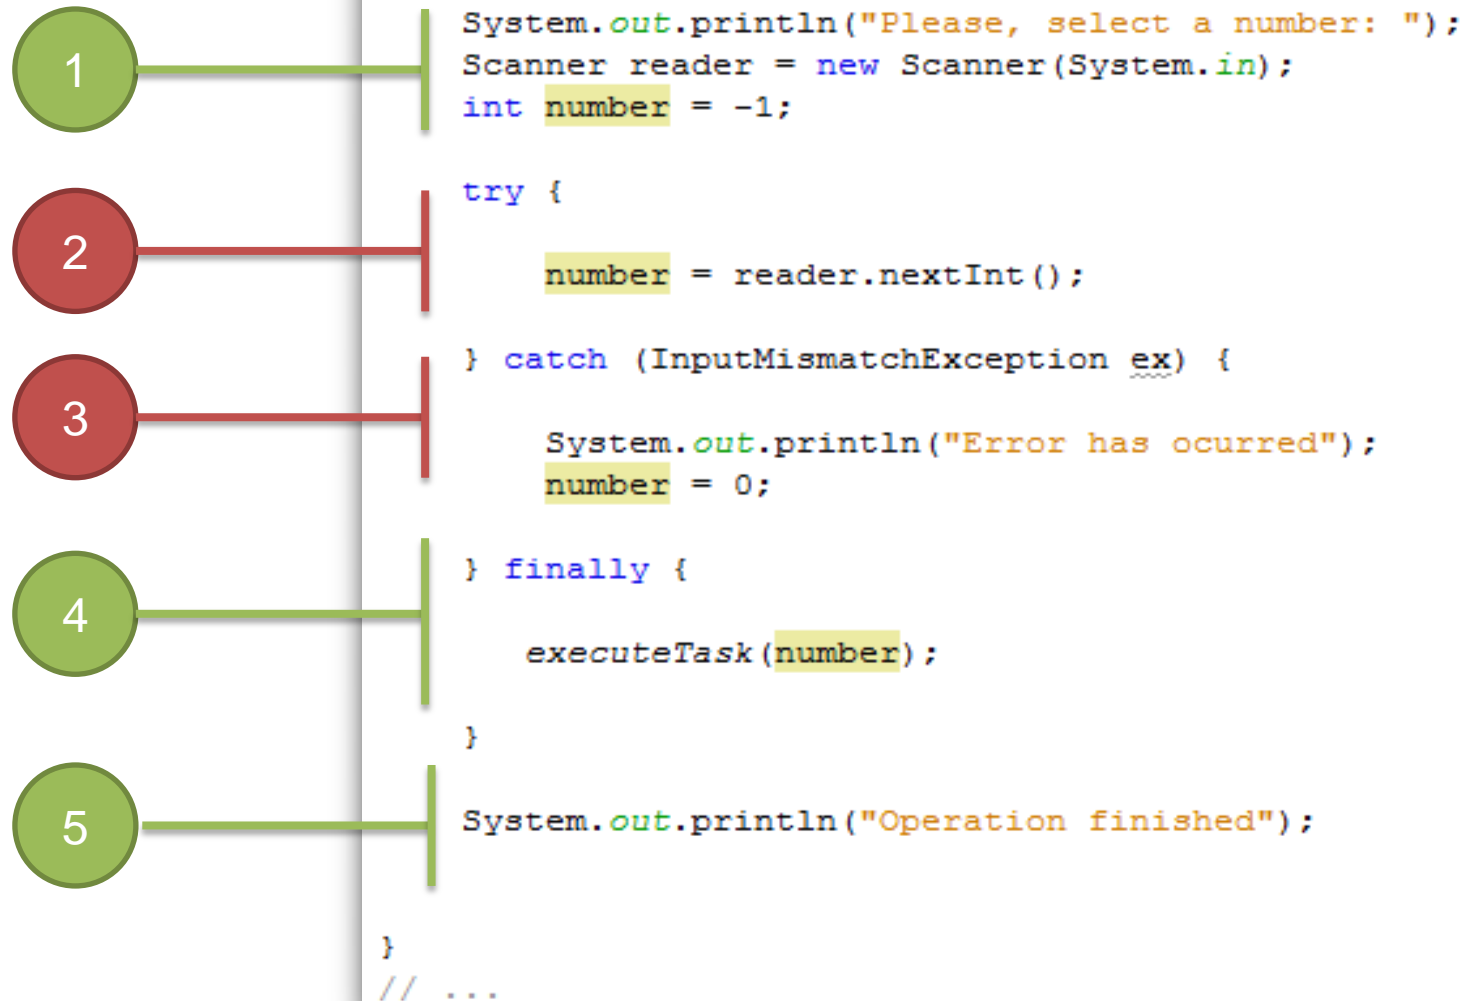 1
System.out.println("Please, select a number: ");
Scanner reader = new Scanner(System.in);
int number = -1;
2
try {
number = reader.nextInt();
3
} catch (InputMismatchException ex) {
System.out.println("Error has ocurred");
number = 0;
4
} finally {
executeTask(number);
}
5
System.out.println("Operation finished");
}
// ...